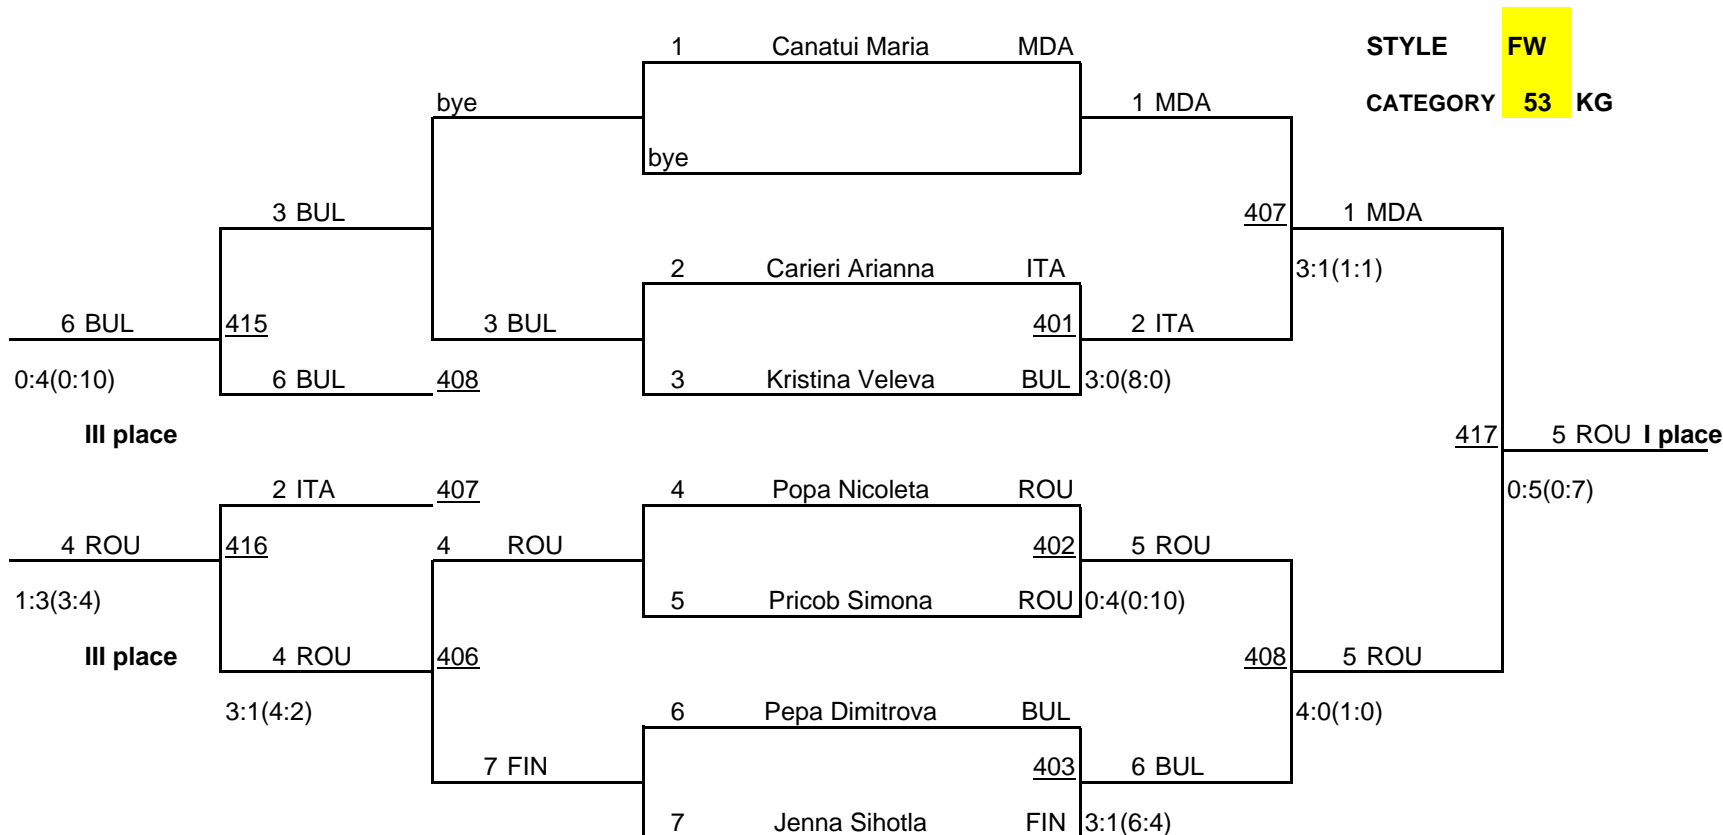 1 Canatui Maria MDA STYLE FW
bye 1 MDA CATEGORY 53 KG
bye
3 BUL 407 1 MDA
2 Carieri Arianna ITA 3:1(1:1)
6 BUL 415 3 BUL 401 2 ITA
0:4(0:10) 6 BUL 408 3 Kristina Veleva BUL 3:0(8:0)
III place 417 5 ROU I place
2 ITA 407 4 Popa Nicoleta ROU 0:5(0:7)
4 ROU 416 4 ROU 402 5 ROU
1:3(3:4) 5 Pricob Simona ROU 0:4(0:10)
III place 4 ROU 406 408 5 ROU
3:1(4:2) 6 Pepa Dimitrova BUL 4:0(1:0)
7 FIN 403 6 BUL
7 Jenna Sihotla FIN 3:1(6:4)